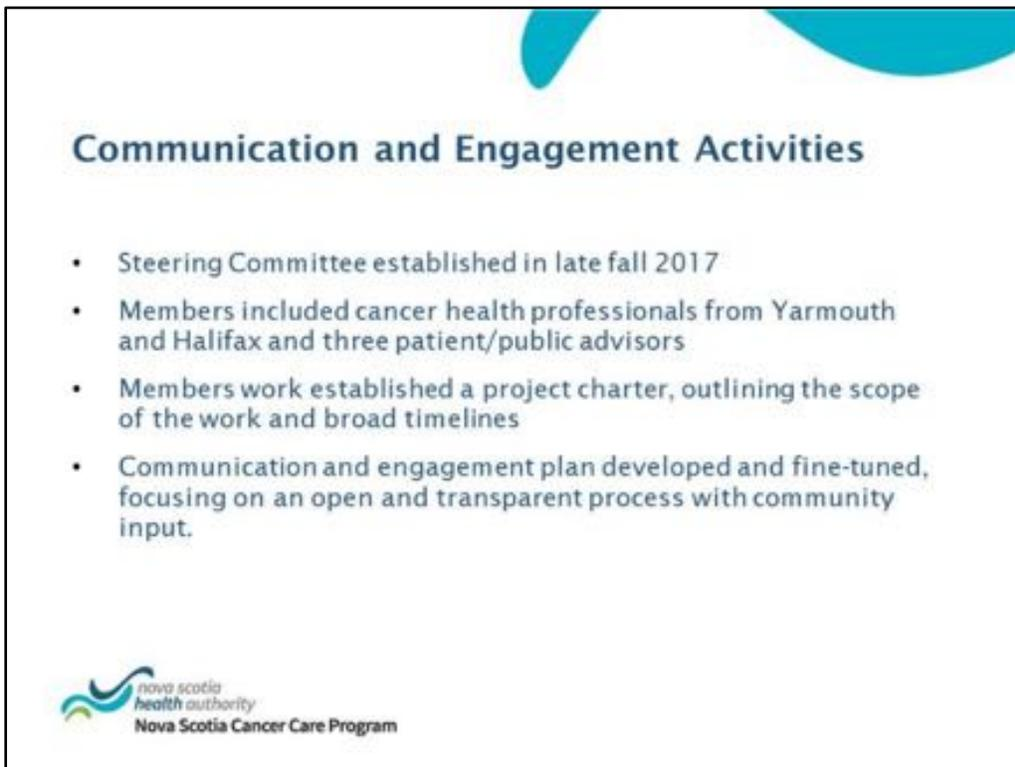 Communication and Engagement Activities
• Steering Committee established in late fall 2017
• Members included cancer health professionals from Yarmouth
and Halifax and three patient/public advisors
• Members work established a project charter, outlining the scope
of the work and broad timelines
• Communication and engagement plan developed and fine-tuned,
focusing on an open and transparent process with community
input.
nova scotia
health authority
Nova Scotia Cancer Care Program